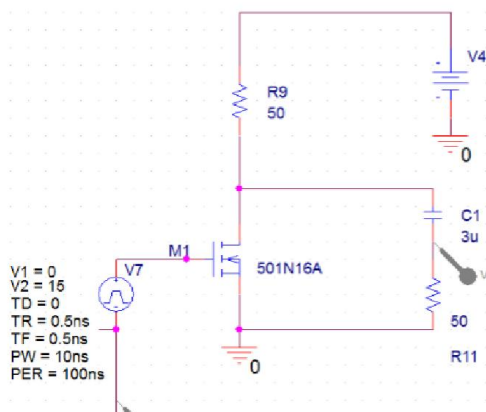 V4
R9
50
0
C1
3u
M1
V7
501N16A
V1 = 0
V2 = 15
TD = 0
TR = 0.5ns
TF = 0.5ns
PW = 10ns
PER = 100ns
50
R11
0